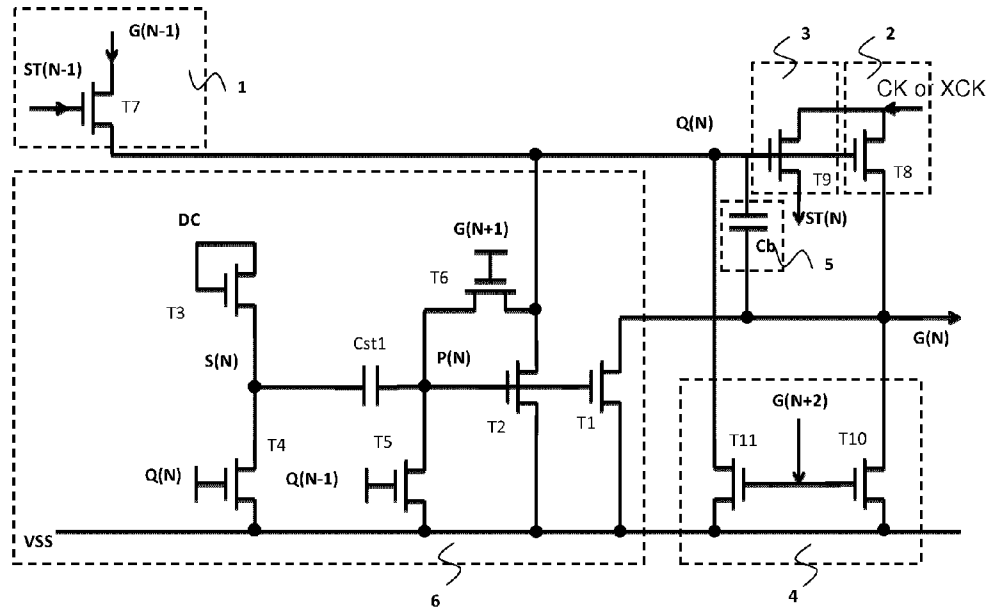 G(N-1)
ST(N-1)
T7
1
3
2
CK or XCK
Q(N)
T9
T8
ST(N)
Cb
5
DC
G(N+1)
T6
T3
G(N)
S(N)
Cst1
P(N)
T2
T1
G(N+2)
T4
T5
T11
T10
Q(N)
Q(N-1)
VSS
6
4